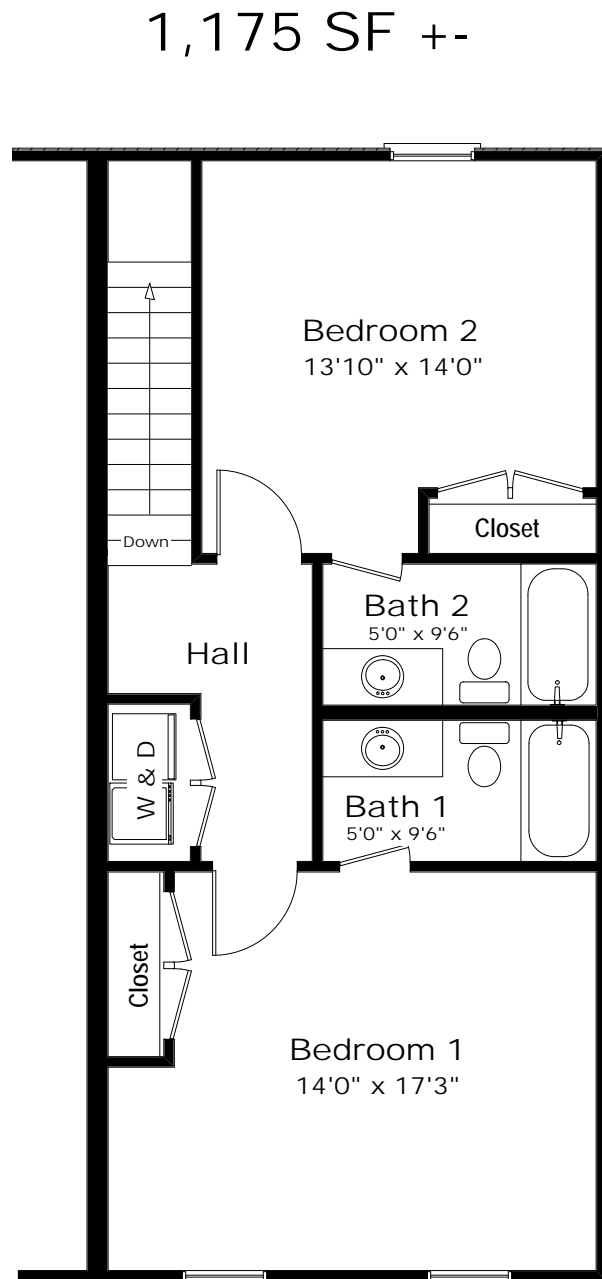 1,175 SF +-
Bedroom 2
13'10" x 14'0"
Closet
Down
Bath 2
5'0" x 9'6"
Hall
W & D
Bath 1
5'0" x 9'6"
Closet
Bedroom 1
14'0" x 17'3"